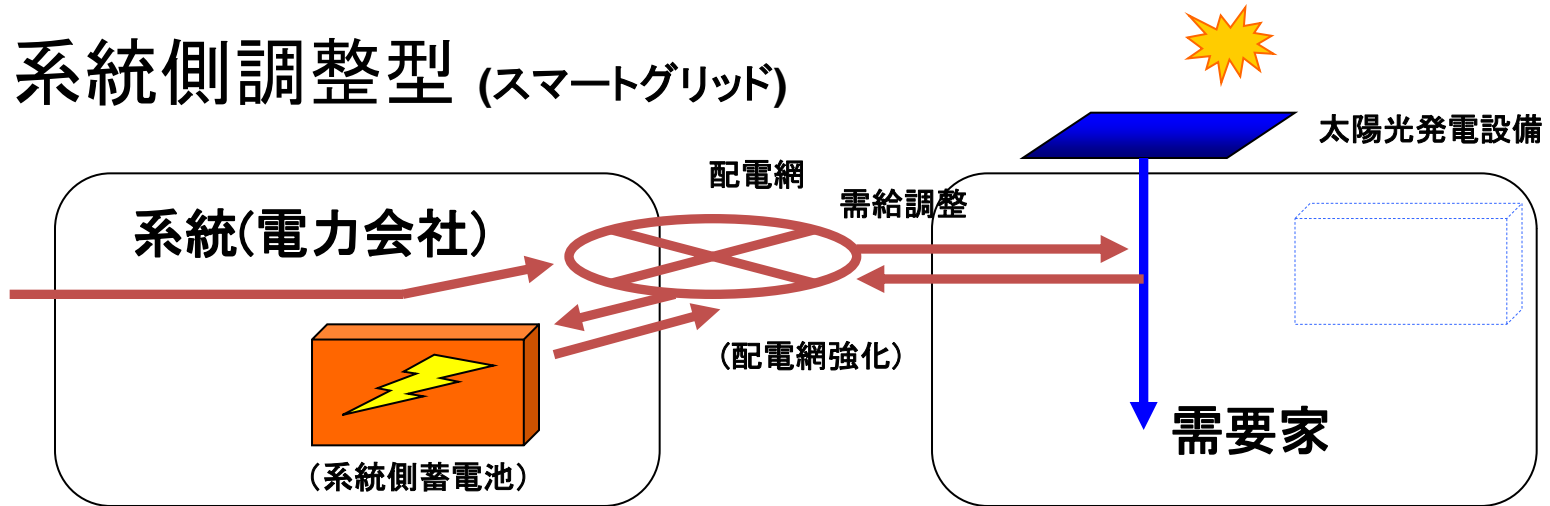 系統側調整型 (スマートグリッド)
太陽光発電設備
配電網
需給調整
系統(電力会社)
(配電網強化)
需要家
(系統側蓄電池)